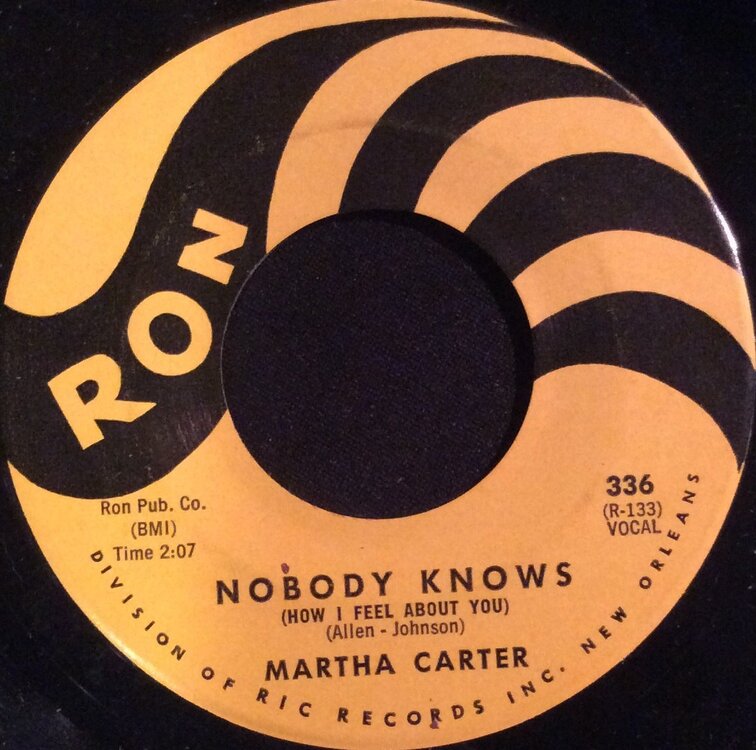 RON
Ron Pub. Co.
(BMI)
Time 2:07
336
(R-133)
VOCAL
NOBODY KNOWS
(HOW I FEEL ABOUT YOU)
(Allen - Johnson)
MARTHA CARTER
DIVISION OF RIC RECORDS INC. NEW ORLEANS